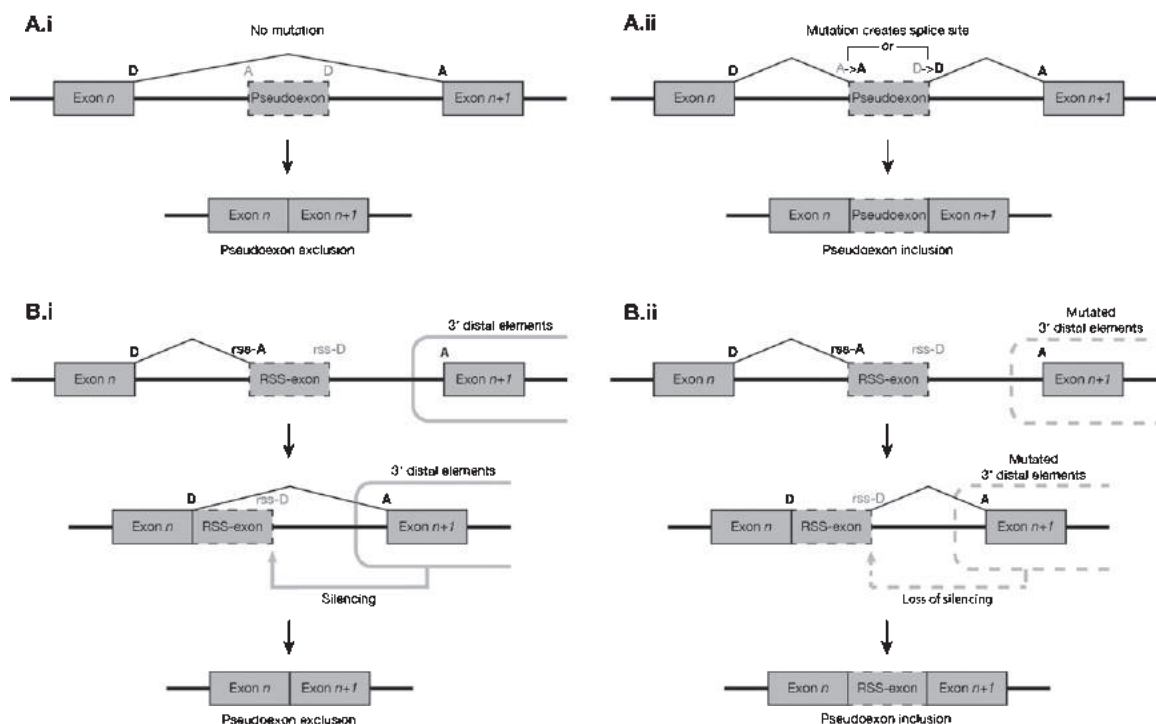 A.i
No mutation
D
A
D
A
Exon n
Pseudoexon
Exon n+1
Exon n
Exon n+1
Pseudoexon exclusion
A.ii
Mutation creates splice site
or
D
A->A
D->D
A
Exon n
Pseudoexon
Exon n+1
Exon n
Pseudoexon
Exon n+1
Pseudoexon inclusion
B.i
3' distal elements
D
rss-A
rss-D
A
Exon n
RSS-exon
Exon n+1
3' distal elements
D
rss-D
A
Exon n
RSS-exon
Exon n+1
Silencing
Exon n
Exon n+1
Pseudoexon exclusion
B.ii
Mutated
3' distal elements
D
rss-A
rss-D
A
Exon n
RSS-exon
Exon n+1
Mutated
3' distal elements
D
rss-D
A
Exon n
RSS-exon
Exon n+1
Loss of silencing
Exon n
RSS-exon
Exon n+1
Pseudoexon inclusion